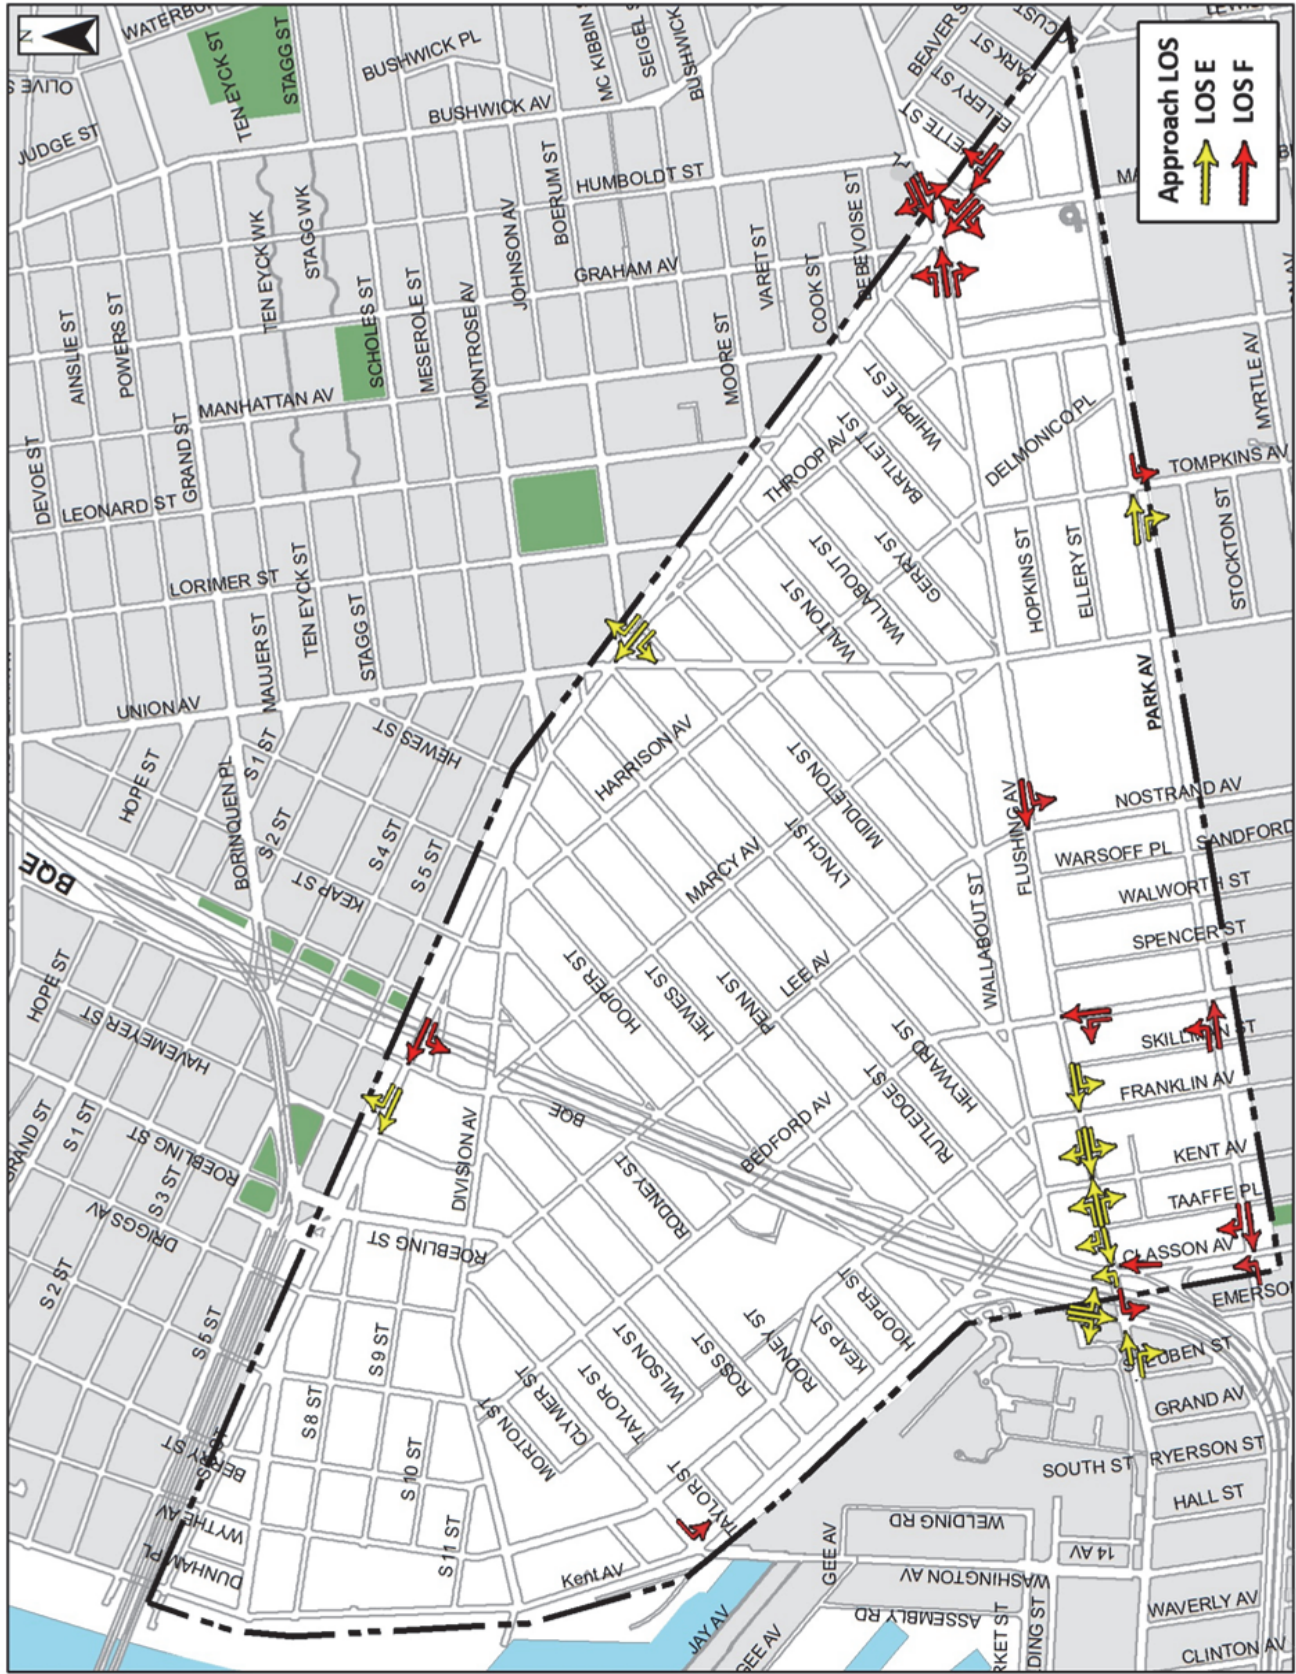 N
WATERBU
OLIVE S
JUDGE ST
TEN EYCK ST
STAGG ST
BUSHWICK PL
BUSHWICK AV
MC KIBBIN
SEIGEL S
BUSHWICK
BEAVER S
PARK ST
ELLERY ST
ETTE ST
LEWI
Approach LOS
LOS E
LOS F
HUMBOLDT ST
BOERUM ST
JOHNSON AV
GRAHAM AV
VARET ST
COOK ST
DEBEVOISE ST
PL
MA
TEN EYCK WK
STAGG WK
SCHOLES ST
MESEROLE ST
MONTROSE AV
MOORE ST
AINSLIE ST
POWERS ST
MANHATTAN AV
DEVOE ST
LEONARD ST
GRAND ST
LORIMER ST
MAUJER ST
TEN EYCK ST
STAGG ST
UNION AV
WHIPPLE ST
BARTLETT ST
THROOP AV
GERRY ST
WALLABOUT ST
WALTON ST
DELMONICO PL
HOPKINS ST
ELLERY ST
TOMPKINS AV
STOCKTON ST
MYRTLE AV
PARK AV
HOPE ST
BORINQUEN PL
S 1 ST
S 2 ST
HEWES ST
S 4 ST
S 5 ST
KEAP ST
HARRISON AV
MIDDLETON ST
LYNCH ST
MARCY AV
FLUSHING AV
NOSTRAND AV
SANDFORD
WARSOFF PL
WALWORTH ST
SPENCER ST
WALLABOUT ST
BQE
HOPE ST
HAVEMEYER ST
HOOPER ST
HEWES ST
PENN ST
LEE AV
HEYWARD ST
RUTLEDGE ST
SKILLMAN ST
FRANKLIN AV
KENT AV
TAAFFE PL
CLASSON AV
EMERSO
GRAND ST
S 1 ST
ROEBLING ST
S 3 ST
DRIGGS AV
S 2 ST
DIVISION AV
BQE
RODNEY ST
BEDFORD AV
ROEBLING ST
S 5 ST
S 9 ST
S 8 ST
S 10 ST
S 11 ST
BERRY ST
WYTHE AV
DUNHAM PL
MORTON ST
CLYMER ST
TAYLOR ST
WILSON ST
ROSS ST
RODNEY ST
RODNEY
KEAP ST
HOOPER ST
HOOPER ST
TAYLOR ST
TAYLOR ST
Kent AV
GRAND AV
RYERSON ST
SOUTH ST
HALL ST
WELDING RD
14 AV
GEE AV
WASHINGTON AV
ASSEMBLY RD
WAVERLY AV
CLINTON AV
JAY AV
GEE AV
RKET ST
DING ST